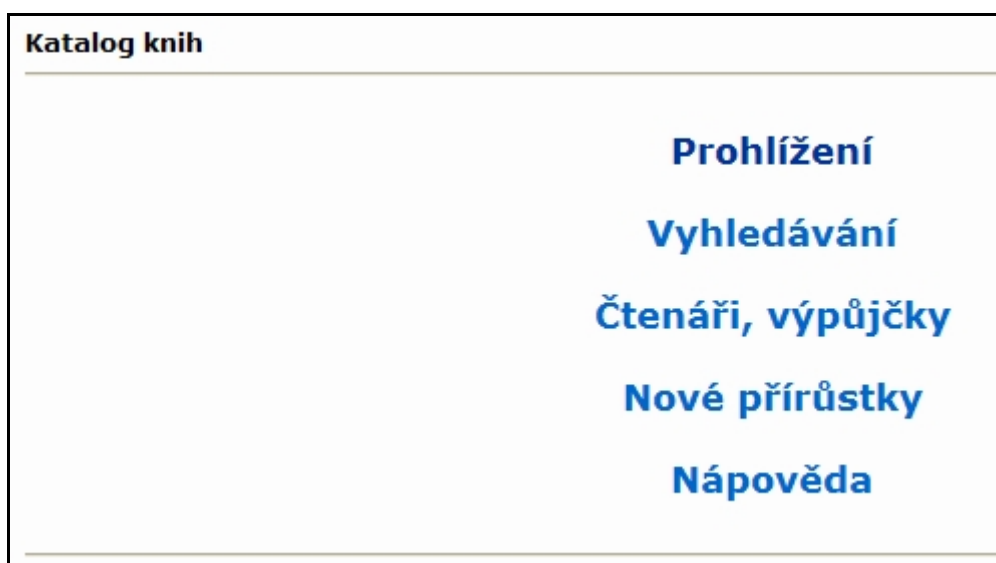 Katalog knih
Prohlížení
Vyhledávání
Čtenáři, výpůjčky
Nové přírůstky
Nápověda